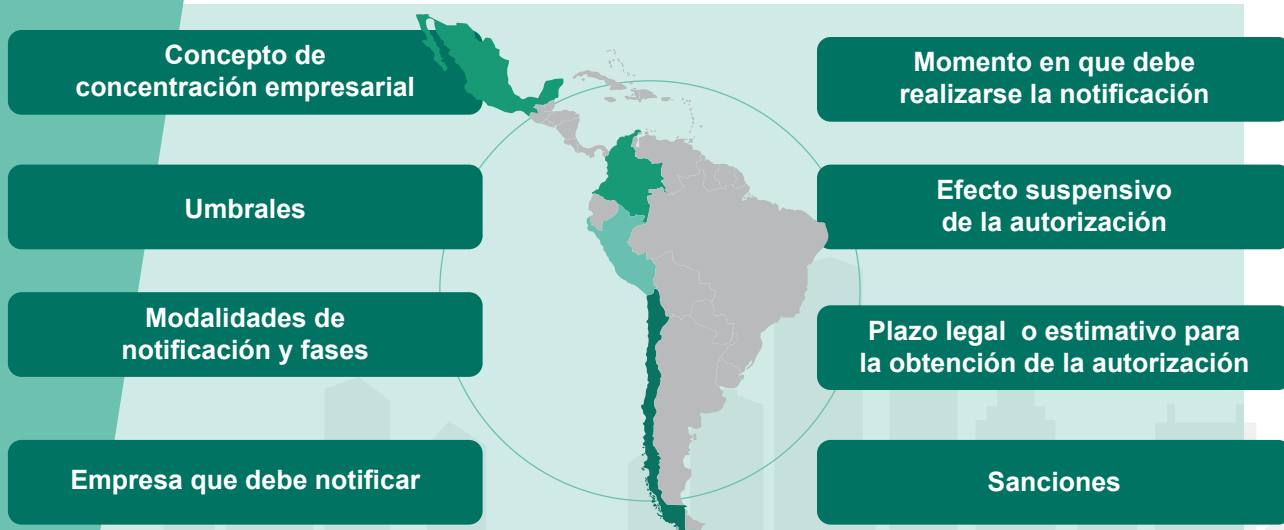 Concepto de
concentración empresarial
Umbrales
Modalidades de
notificación y fases
Empresa que debe notificar
Momento en que debe
realizarse la notificación
Efecto suspensivo
de la autorización
Plazo legal o estimativo para
la obtención de la autorización
Sanciones